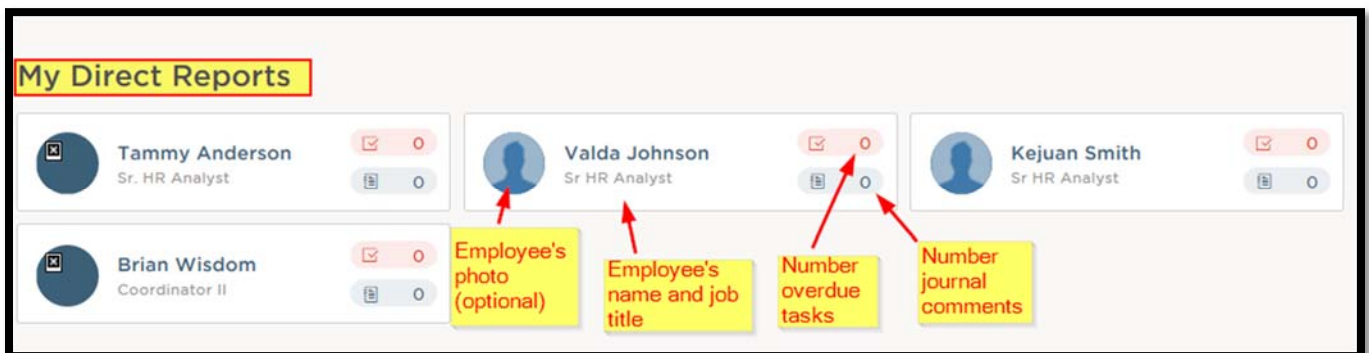 My Direct Reports
Tammy Anderson
Sr. HR Analyst
0
0
Valda Johnson
Sr HR Analyst
0
0
Kejuan Smith
Sr HR Analyst
0
0
Brian Wisdom
Coordinator II
0
0
Employee's
photo
(optional)
Employee's
name and job
title
Number
overdue
tasks
Number
journal
comments